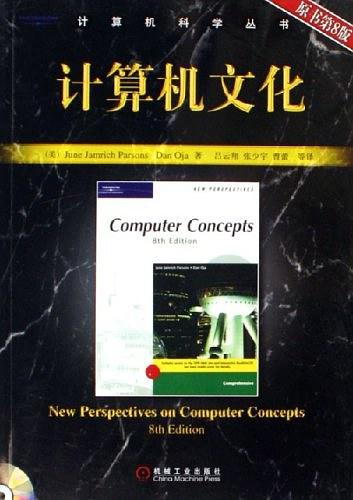 计算机科学丛书
原书第8版
计算机文化
(美) June Jamrich Parsons Dan Oja 著 吕云翔 张少宇 曹蕾 等译
NEW PERSPECTIVES
Computer Concepts
8th Edition
June Jamrich Parsons • Dan Oja
Comprehensive
New Perspectives on Computer Concepts
8th Edition
机械工业出版社
China Machine Press